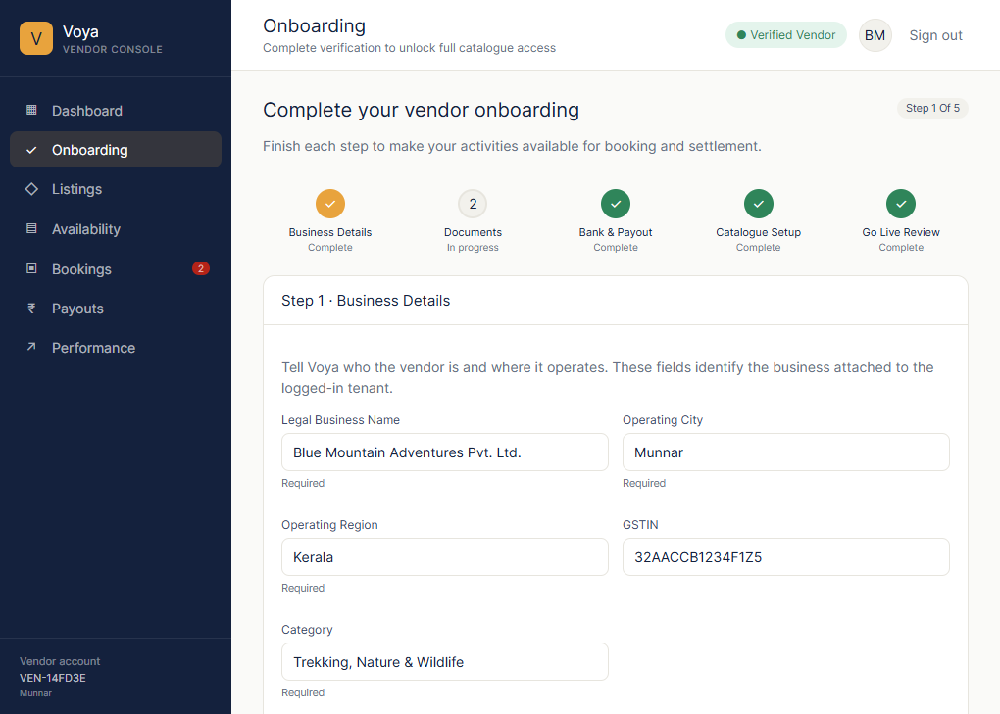 V
Voya
VENDOR CONSOLE
Dashboard
Onboarding
Listings
Availability
Bookings 2
₹ Payouts
Performance
Vendor account
VEN-14FD3E
Munnar
Onboarding
Complete verification to unlock full catalogue access
Verified Vendor
BM
Sign out
Complete your vendor onboarding
Step 1 Of 5
Finish each step to make your activities available for booking and settlement.
Business Details
Complete
2
Documents
In progress
Bank & Payout
Complete
Catalogue Setup
Complete
Go Live Review
Complete
Step 1 · Business Details
Tell Voya who the vendor is and where it operates. These fields identify the business attached to the
logged-in tenant.
Legal Business Name
Blue Mountain Adventures Pvt. Ltd.
Required
Operating City
Munnar
Required
Operating Region
Kerala
Required
GSTIN
32AACCB1234F1Z5
Category
Trekking, Nature & Wildlife
Required